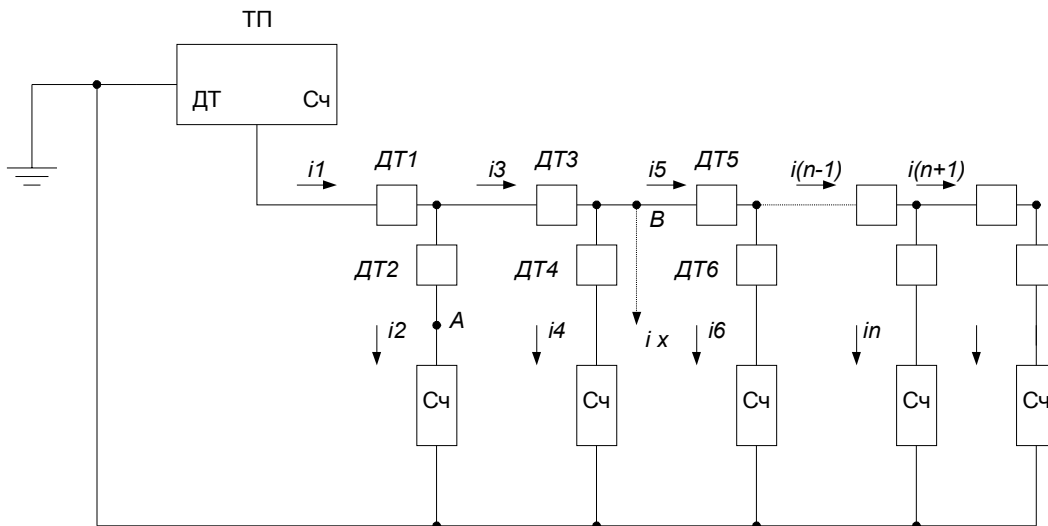 ТП
ДТ Сч
i1 ДТ1 i3 ДТ3 i5 ДТ5 i(n-1) i(n+1)
B
ДТ2 ДТ4 ДТ6
i2 A i4 i x i6 in
Сч Сч Сч Сч Сч